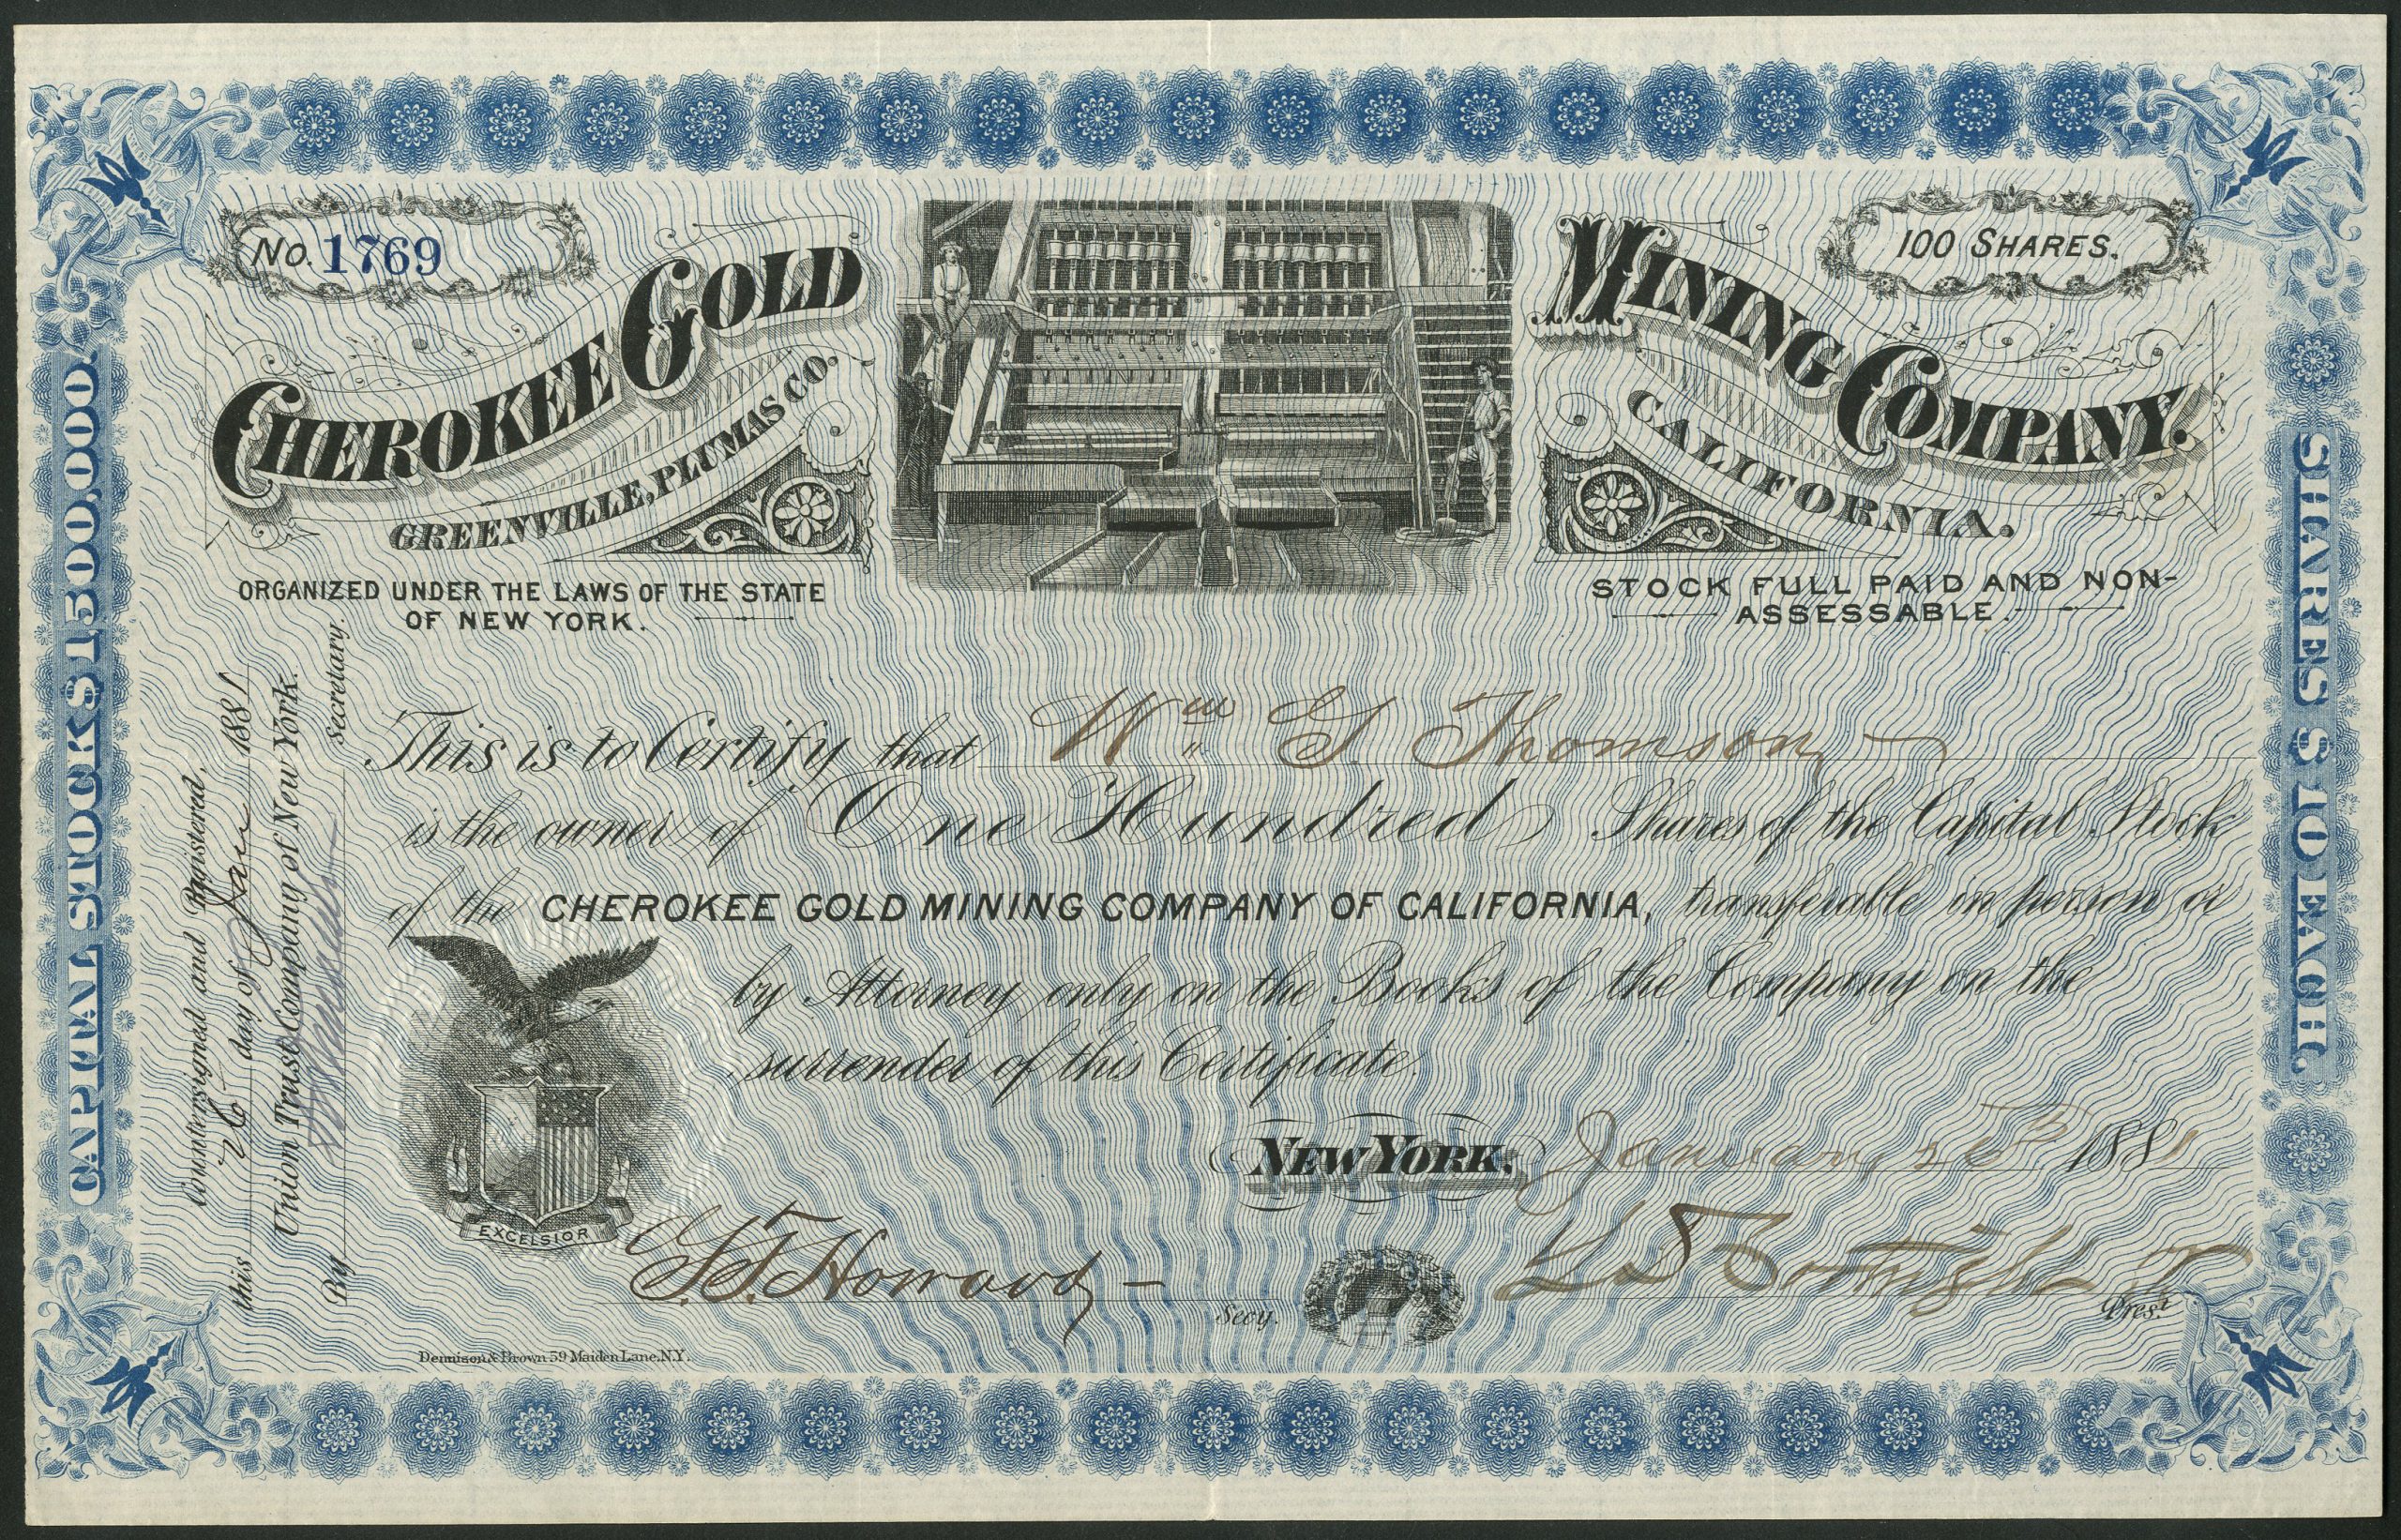 No. 1769
100 SHARES.
CHEROKEE GOLD MINING COMPANY.
GREENVILLE, PLUMAS CO. CALIFORNIA.
ORGANIZED UNDER THE LAWS OF THE STATE
OF NEW YORK.
STOCK FULL PAID AND NON-
ASSESSABLE.
CAPITAL STOCK $1,500,000.
SHARES $10 EACH.
Countersigned and Registered,
this 26 day of Jan 1881
Union Trust Company of New York.
By Secretary.
This is to Certify that Wm G. Thomson
is the owner of One Hundred Shares of the Capital Stock
of the CHEROKEE GOLD MINING COMPANY OF CALIFORNIA, transferable in person or
by Attorney only on the Books of the Company on the
surrender of this Certificate.
NEW YORK, January 1881
EXCELSIOR
Howard Secy.
Prest.
Dennison & Brown 59 Maiden Lane, N.Y.